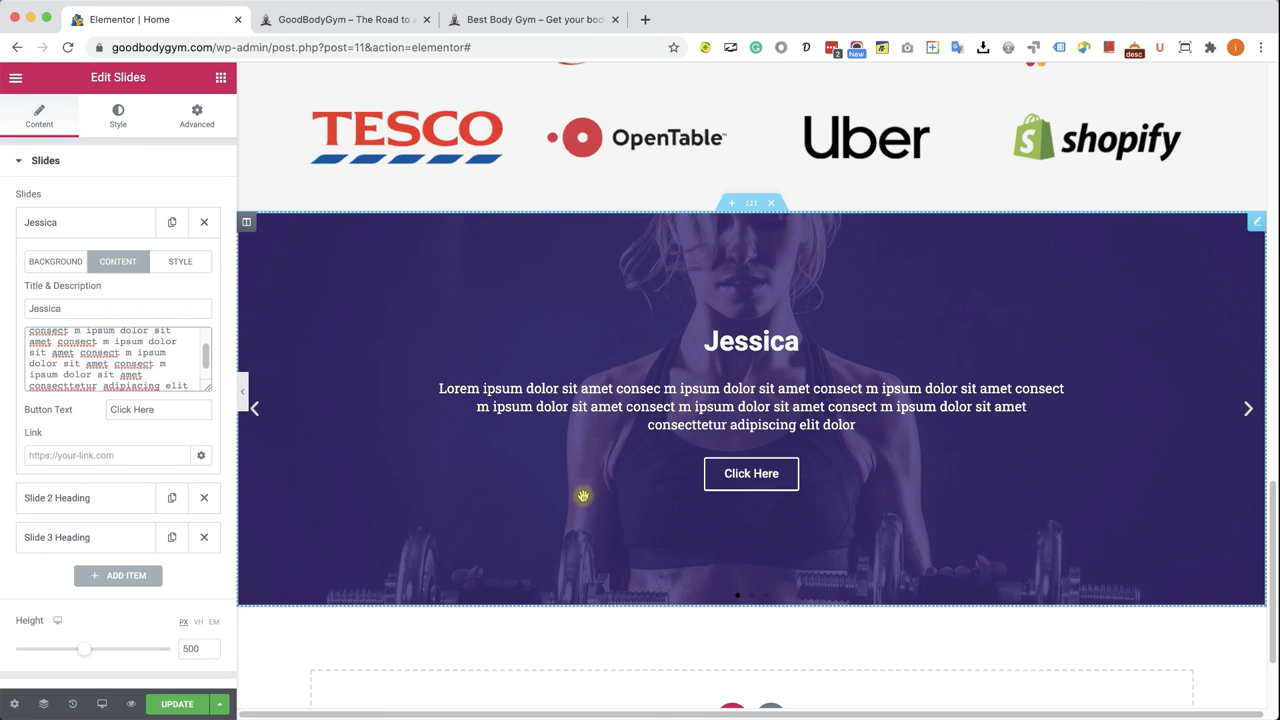 Elementor | Home
GoodBodyGym – The Road to a
Best Body Gym – Get your bod
goodbodygym.com/wp-admin/post.php?post=11&action=elementor#
2
New
desc
i
Edit Slides
Content
Style
Advanced
Slides
Slides
Jessica
BACKGROUND
CONTENT
STYLE
Title & Description
Jessica
consect m ipsum dolor sit
amet consect m ipsum dolor
sit amet consect m ipsum
dolor sit amet consect m
ipsum dolor sit amet
consecttetur adipiscing elit
Button Text
Click Here
Link
https://your-link.com
Slide 2 Heading
Slide 3 Heading
+ ADD ITEM
Height
PX
VH
EM
500
UPDATE
TESCO
OpenTable
Uber
shopify
Jessica
Lorem ipsum dolor sit amet consec m ipsum dolor sit amet consect m ipsum dolor sit amet consect
m ipsum dolor sit amet consect m ipsum dolor sit amet consect m ipsum dolor sit amet
consecttetur adipiscing elit dolor
Click Here